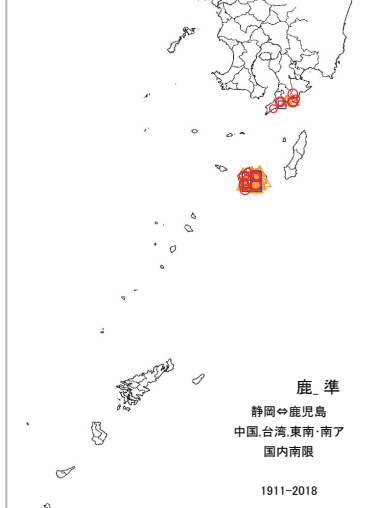 鹿_準
静岡⇔鹿児島
中国,台湾,東南・南ア
国内南限
1911-2018